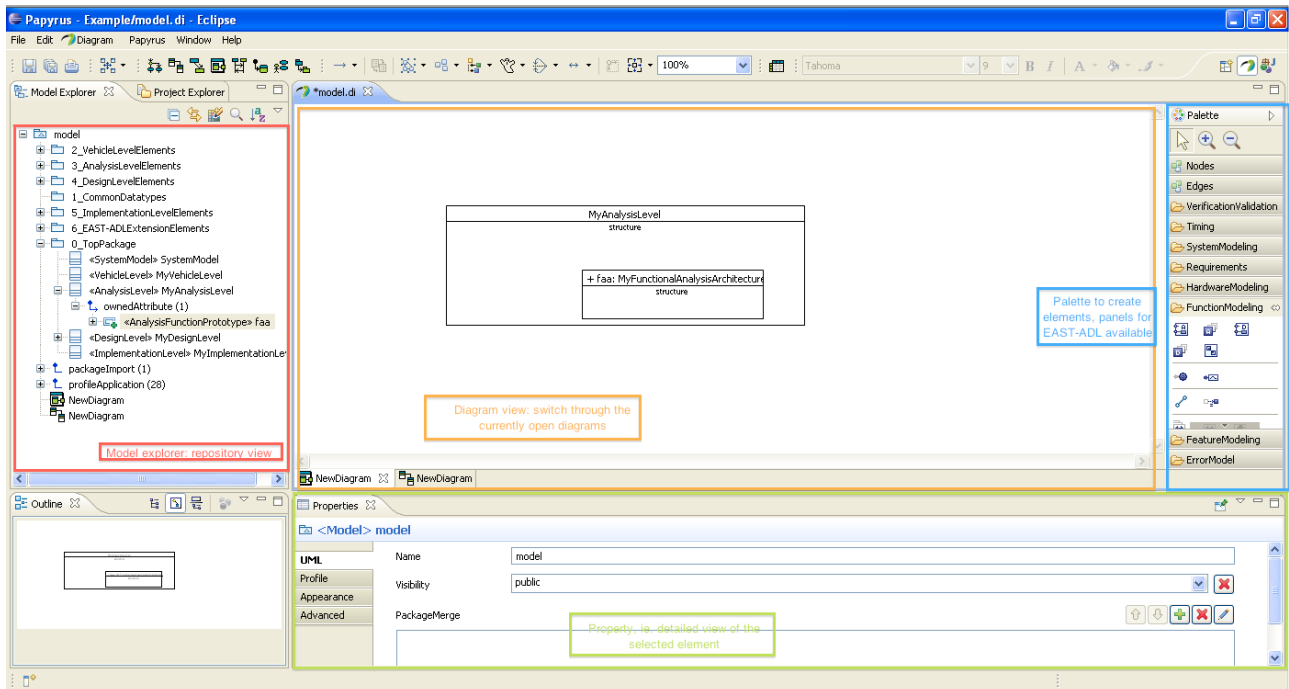 Papyrus - Example/model.di - Eclipse
File Edit Diagram Papyrus Window Help
100%
Tahoma
9
B I A
Model Explorer
Project Explorer
*model.di
model
2_VehicleLevelElements
3_AnalysisLevelElements
4_DesignLevelElements
1_CommonDatatypes
5_ImplementationLevelElements
6_EAST-ADLExtensionElements
0_TopPackage
«SystemModel» SystemModel
«VehicleLevel» MyVehicleLevel
«AnalysisLevel» MyAnalysisLevel
ownedAttribute (1)
«AnalysisFunctionPrototype» faa
«DesignLevel» MyDesignLevel
«ImplementationLevel» MyImplementationLe
packageImport (1)
profileApplication (28)
NewDiagram
NewDiagram
Model explorer: repository view
MyAnalysisLevel
structure
+ faa: MyFunctionalAnalysisArchitecture
structure
Diagram view: switch through the
currently open diagrams
NewDiagram
NewDiagram
Palette to create
elements, panels for
EAST-ADL available
Palette
Nodes
Edges
VerificationValidation
Timing
SystemModeling
Requirements
HardwareModeling
FunctionModeling
FeatureModeling
ErrorModel
Outline
Properties
<Model> model
UML
Profile
Appearance
Advanced
Name
model
Visibility
public
PackageMerge
Property, ie. detailed view of the
selected element